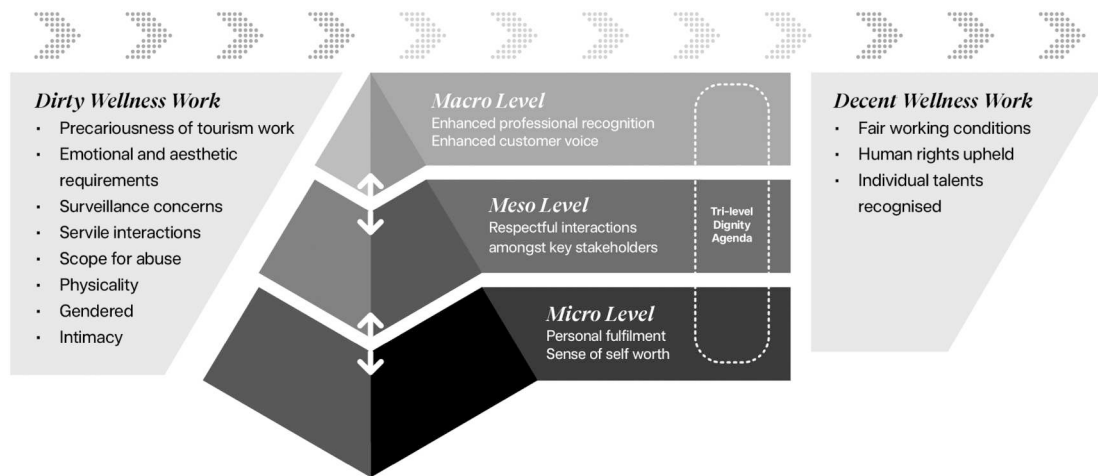 Dirty Wellness Work
· Precariousness of tourism work
· Emotional and aesthetic
requirements
· Surveillance concerns
· Servile interactions
· Scope for abuse
· Physicality
· Gendered
· Intimacy
Macro Level
Enhanced professional recognition
Enhanced customer voice
Meso Level
Respectful interactions
amongst key stakeholders
Micro Level
Personal fulfilment
Sense of self worth
Tri-level
Dignity
Agenda
Decent Wellness Work
· Fair working conditions
· Human rights upheld
· Individual talents
recognised